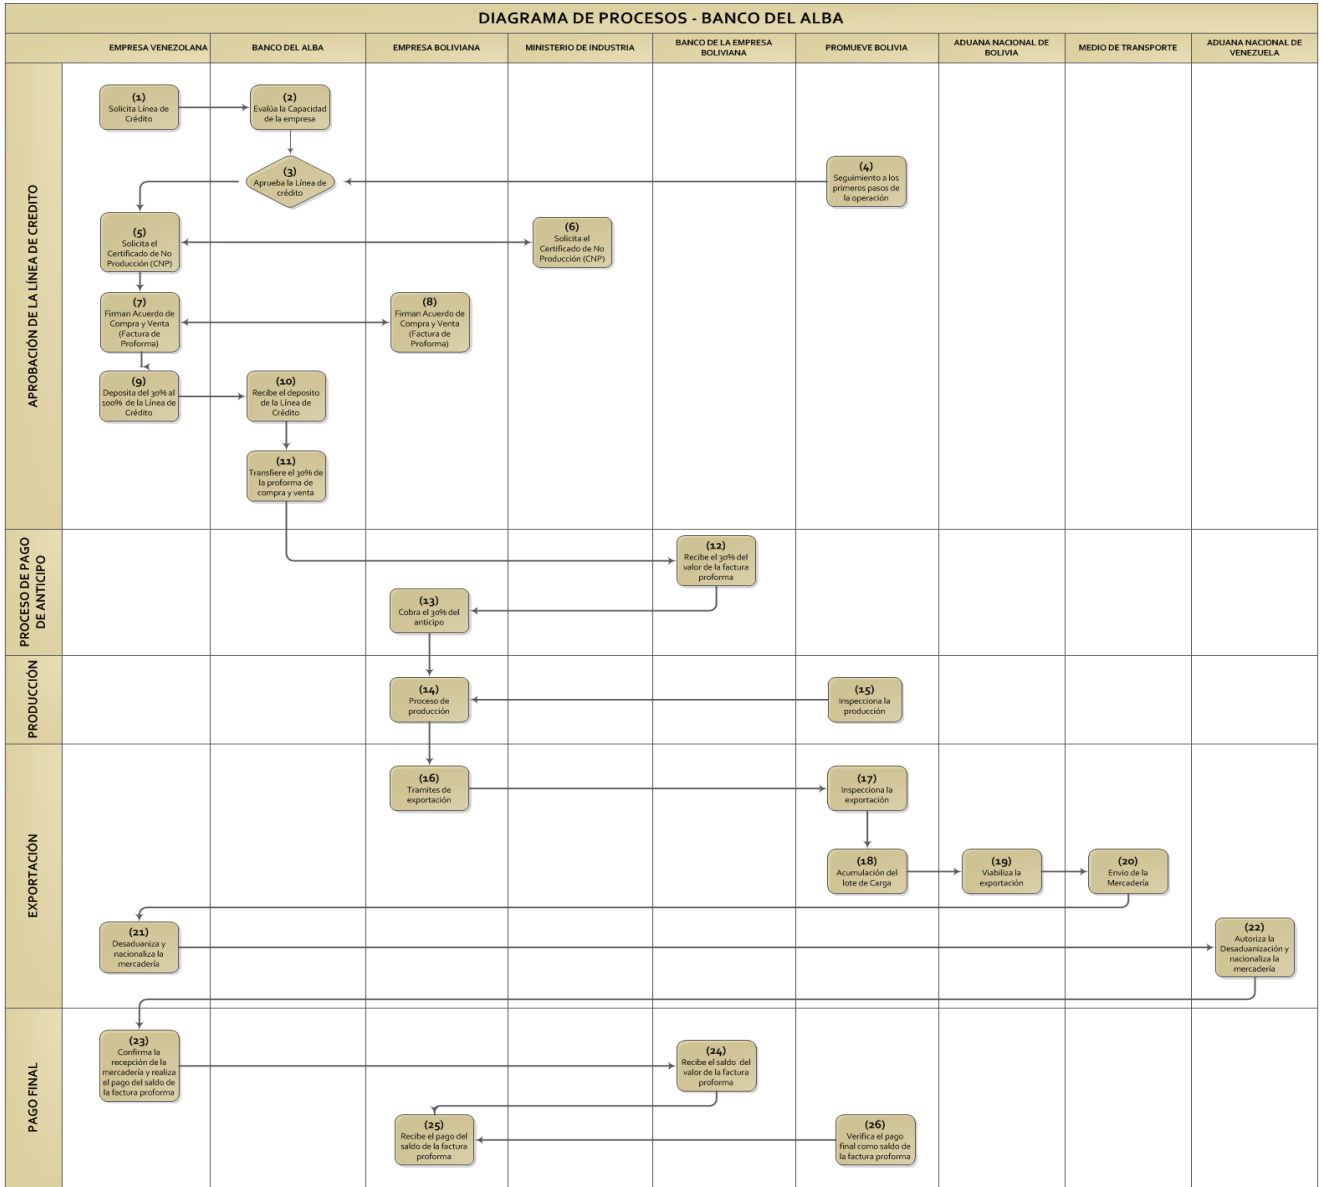 DIAGRAMA DE PROCESOS - BANCO DEL ALBA
EMPRESA VENEZOLANA
BANCO DEL ALBA
EMPRESA BOLIVIANA
MINISTERIO DE INDUSTRIA
BANCO DE LA EMPRESA
BOLIVIANA
PROMUEVE BOLIVIA
ADUANA NACIONAL DE
BOLIVIA
MEDIO DE TRANSPORTE
ADUANA NACIONAL DE
VENEZUELA
APROBACIÓN DE LA LÍNEA DE CREDITO
(1)
Solicita Línea de
Crédito
(2)
Evalúa la Capacidad
de la empresa
(3)
Aprueba la Línea de
crédito
(4)
Seguimiento a los
primeros pasos de
la operación
(5)
Solicita el
Certificado de No
Producción (CNP)
(6)
Solicita el
Certificado de No
Producción (CNP)
(7)
Firman Acuerdo de
Compra y Venta
(Factura de
Proforma)
(8)
Firman Acuerdo de
Compra y Venta
(Factura de
Proforma)
(9)
Deposita del 30% al
100% de la Línea de
Crédito
(10)
Recibe el deposito
de la Línea de
Crédito
(11)
Transfiere el 30% de
la proforma de
compra y venta
PROCESO DE PAGO
DE ANTICIPO
(12)
Recibe el 30% del
valor de la factura
proforma
(13)
Cobra el 30% del
anticipo
PRODUCCIÓN
(14)
Proceso de
producción
(15)
Inspecciona la
producción
EXPORTACIÓN
(16)
Tramites de
exportación
(17)
Inspecciona la
exportación
(18)
Acumulación del
lote de Carga
(19)
Viabiliza la
exportación
(20)
Envio de la
Mercadería
(21)
Desaduaniza y
nacionaliza la
mercadería
(22)
Autoriza la
Desaduanización y
nacionaliza la
mercadería
PAGO FINAL
(23)
Confirma la
recepción de la
mercadería y realiza
el pago del saldo de
la factura proforma
(24)
Recibe el saldo del
valor de la factura
proforma
(25)
Recibe el pago del
saldo de la factura
proforma
(26)
Verifica el pago
final como saldo de
la factura proforma